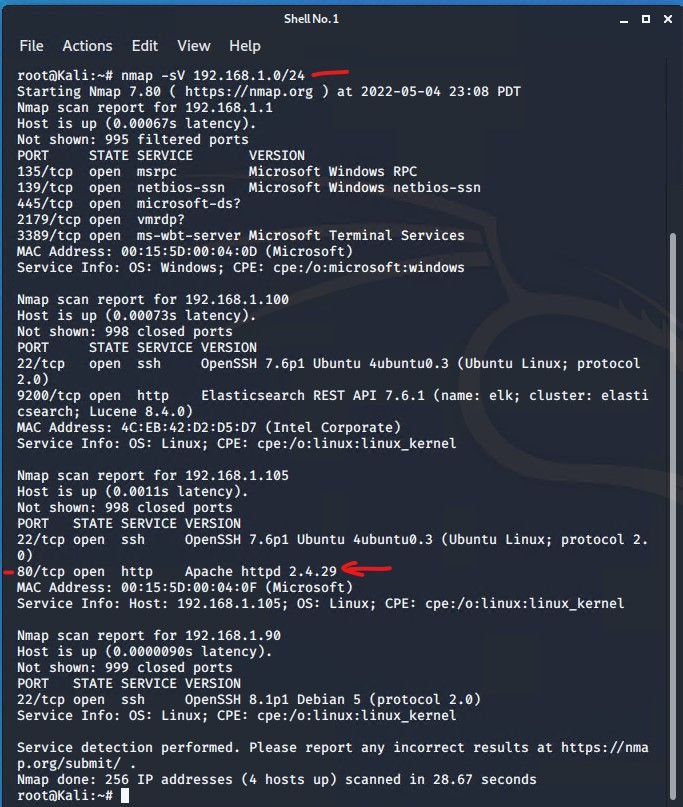 Shell No. 1
File Actions Edit View Help
root@Kali:~# nmap -sV 192.168.1.0/24
Starting Nmap 7.80 ( https://nmap.org ) at 2022-05-04 23:08 PDT
Nmap scan report for 192.168.1.1
Host is up (0.00067s latency).
Not shown: 995 filtered ports
PORT     STATE SERVICE       VERSION
135/tcp  open  msrpc         Microsoft Windows RPC
139/tcp  open  netbios-ssn   Microsoft Windows netbios-ssn
445/tcp  open  microsoft-ds?
2179/tcp open  vmrdp?
3389/tcp open  ms-wbt-server Microsoft Terminal Services
MAC Address: 00:15:5D:00:04:0D (Microsoft)
Service Info: OS: Windows; CPE: cpe:/o:microsoft:windows
Nmap scan report for 192.168.1.100
Host is up (0.00073s latency).
Not shown: 998 closed ports
PORT     STATE SERVICE VERSION
22/tcp   open  ssh     OpenSSH 7.6p1 Ubuntu 4ubuntu0.3 (Ubuntu Linux; protocol
2.0)
9200/tcp open  http    Elasticsearch REST API 7.6.1 (name: elk; cluster: elasti
csearch; Lucene 8.4.0)
MAC Address: 4C:EB:42:D2:D5:D7 (Intel Corporate)
Service Info: OS: Linux; CPE: cpe:/o:linux:linux_kernel
Nmap scan report for 192.168.1.105
Host is up (0.0011s latency).
Not shown: 998 closed ports
PORT   STATE SERVICE VERSION
22/tcp open  ssh     OpenSSH 7.6p1 Ubuntu 4ubuntu0.3 (Ubuntu Linux; protocol 2.
0)
80/tcp open  http    Apache httpd 2.4.29
MAC Address: 00:15:5D:00:04:0F (Microsoft)
Service Info: Host: 192.168.1.105; OS: Linux; CPE: cpe:/o:linux:linux_kernel
Nmap scan report for 192.168.1.90
Host is up (0.0000090s latency).
Not shown: 999 closed ports
PORT   STATE SERVICE VERSION
22/tcp open  ssh     OpenSSH 8.1p1 Debian 5 (protocol 2.0)
Service Info: OS: Linux; CPE: cpe:/o:linux:linux_kernel
Service detection performed. Please report any incorrect results at https://nma
p.org/submit/ .
Nmap done: 256 IP addresses (4 hosts up) scanned in 28.67 seconds
root@Kali:~#